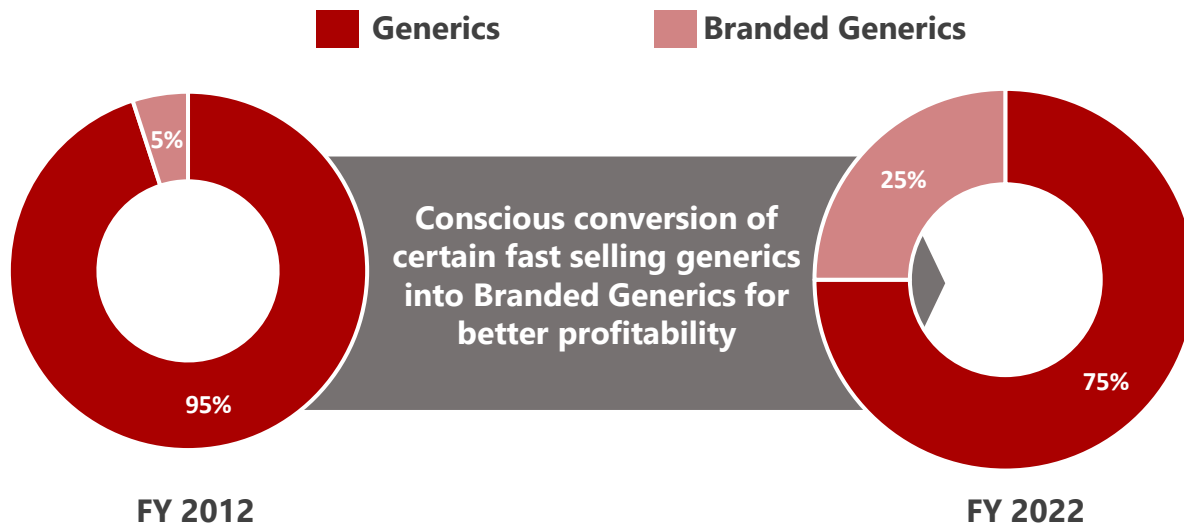 Generics
Branded Generics
5%
95%
Conscious conversion of
certain fast selling generics
into Branded Generics for
better profitability
25%
75%
FY 2012
FY 2022